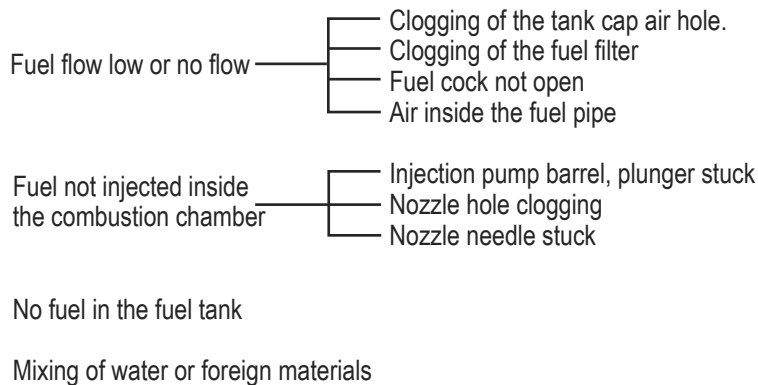 Fuel flow low or no flow
Clogging of the tank cap air hole.
Clogging of the fuel filter
Fuel cock not open
Air inside the fuel pipe
Fuel not injected inside
the combustion chamber
Injection pump barrel, plunger stuck
Nozzle hole clogging
Nozzle needle stuck
No fuel in the fuel tank
Mixing of water or foreign materials